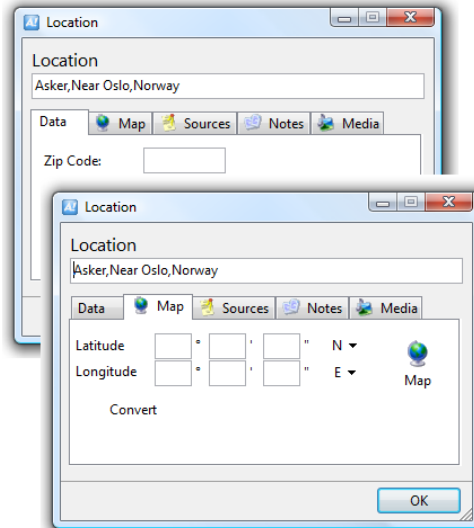 A! Location
Location
Asker,Near Oslo,Norway
Data Map Sources Notes Media
Zip Code:
A! Location
Location
Asker,Near Oslo,Norway
Data Map Sources Notes Media
Latitude ° ' " N
Longitude ° ' " E
Map
Convert
OK